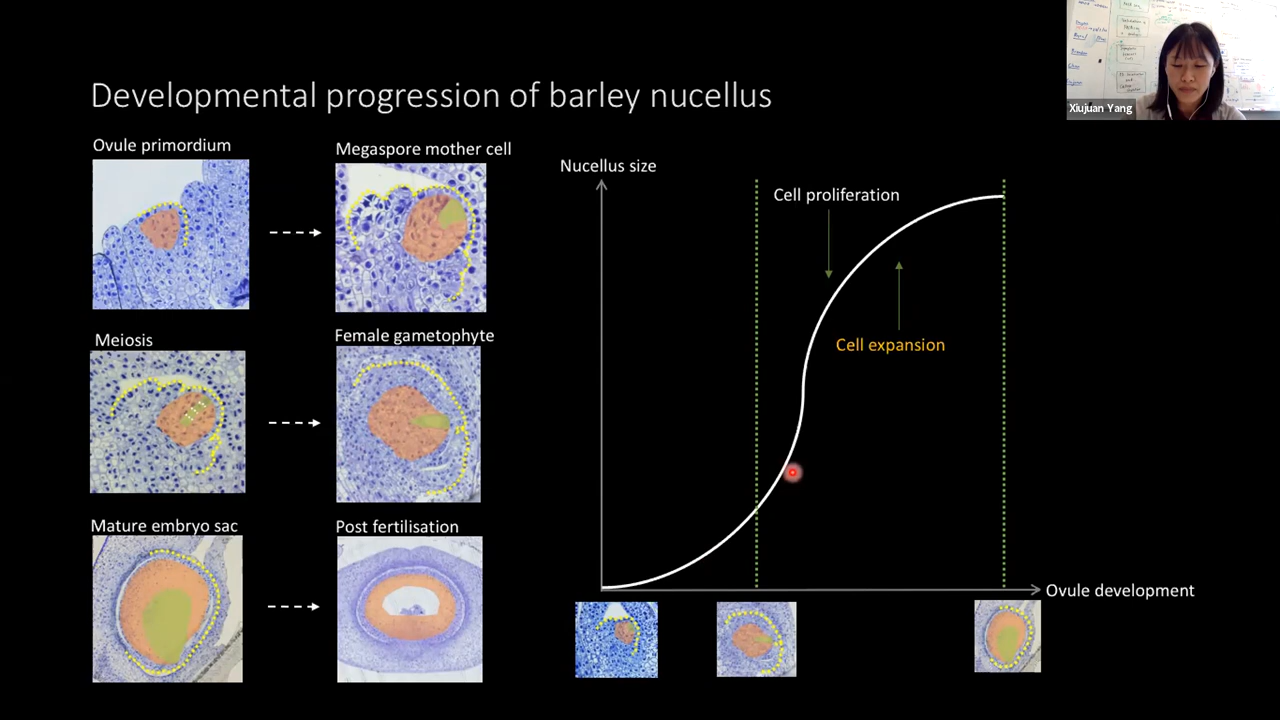 Developmental progression of barley nucellus
Xiujuan Yang
Ovule primordium
Megaspore mother cell
Meiosis
Female gametophyte
Mature embryo sac
Post fertilisation
Nucellus size
Cell proliferation
Cell expansion
Ovule development